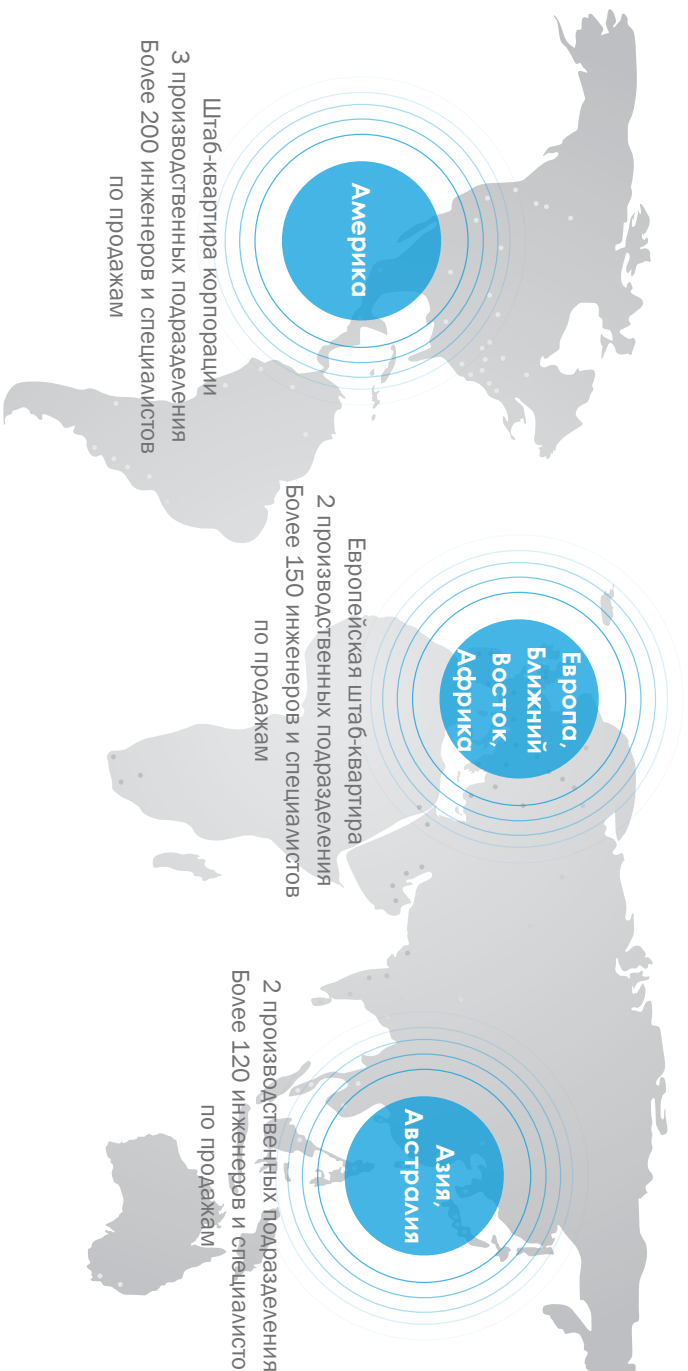 Америка
Штаб-квартира корпорации
3 производственных подразделения
Более 200 инженеров и специалистов
по продажам
Европа,
Ближний
Восток,
Африка
Европейская штаб-квартира
2 производственных подразделения
Более 150 инженеров и специалистов
по продажам
Азия,
Австралия
2 производственных подразделения
Более 120 инженеров и специалисто
по продажам